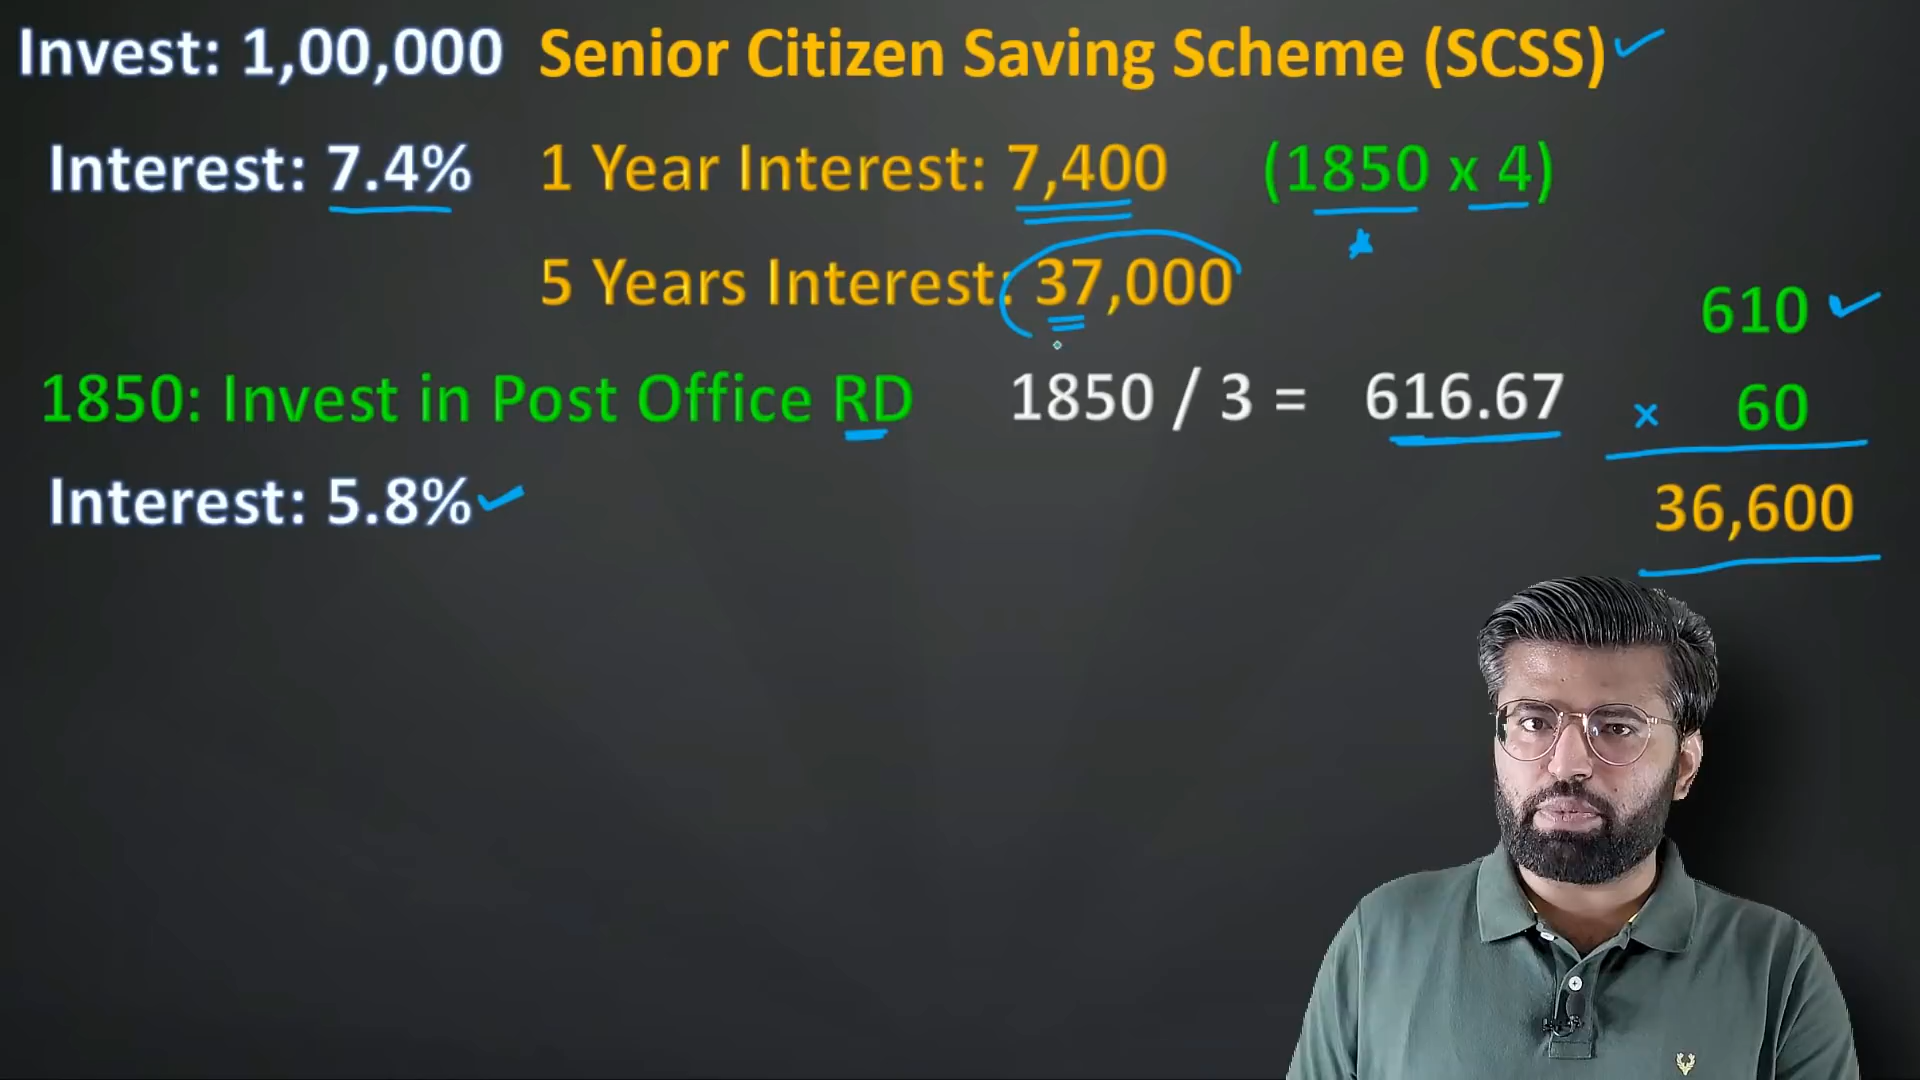 Invest: 1,00,000 Senior Citizen Saving Scheme (SCSS)
Interest: 7.4% 1 Year Interest: 7,400 (1850 x 4)
5 Years Interest: 37,000
610
1850: Invest in Post Office RD 1850 / 3 = 616.67
× 60
Interest: 5.8%
36,600